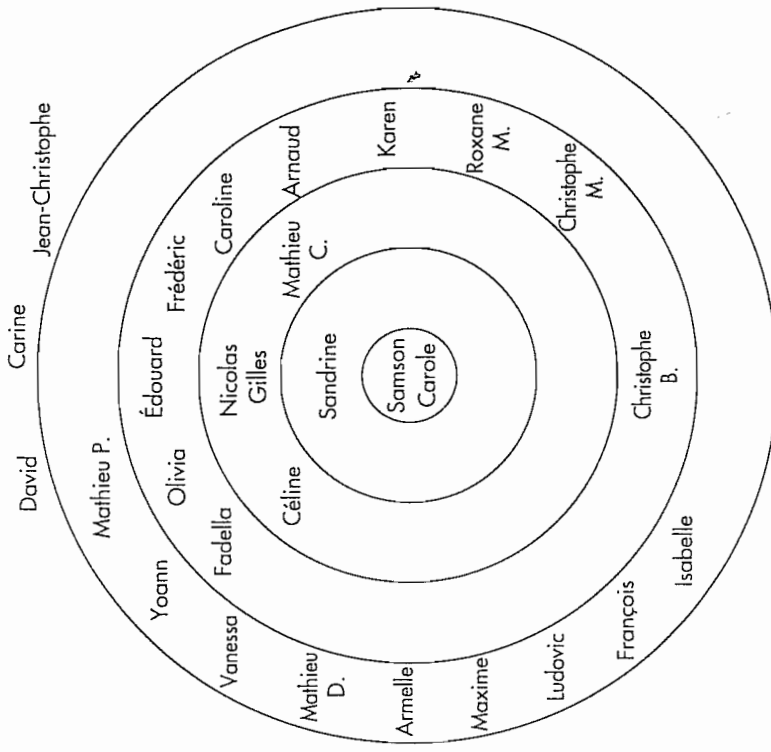 Jean-Christophe
Carine
David
Mathieu P.
Yoann
Vanessa
Mathieu
D.
Armelle
Maxime
Ludovic
François
Isabelle
Édouard
Frédéric
Caroline
Arnaud
Karen
Roxane
M.
Christophe
M.
Christophe
B.
Olivia
Fadella
Nicolas
Gilles
Mathieu
C.
Céline
Sandrine
Samson
Carole